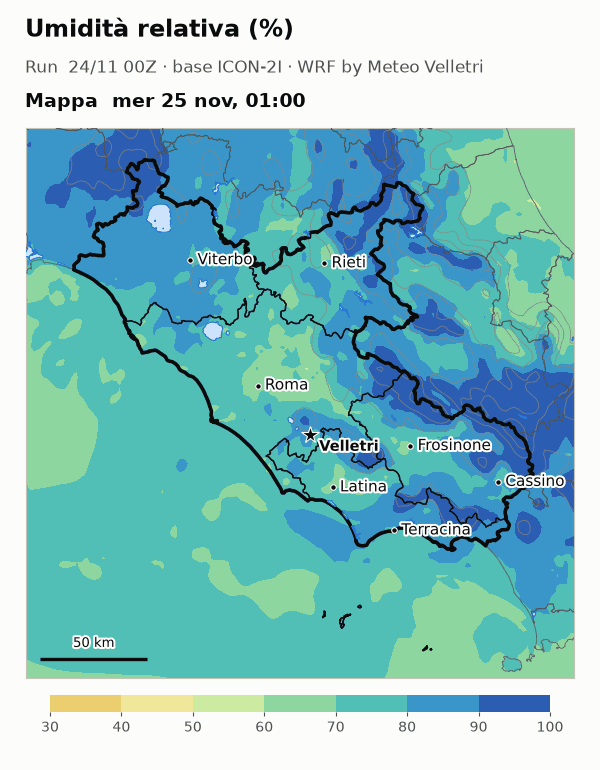 Umidità relativa (%)
Run  24/11 00Z · base ICON-2I · WRF by Meteo Velletri
Mappa  mer 25 nov, 01:00
Viterbo
Rieti
Roma
Velletri
Frosinone
Cassino
Latina
Terracina
50 km
30 40 50 60 70 80 90 100